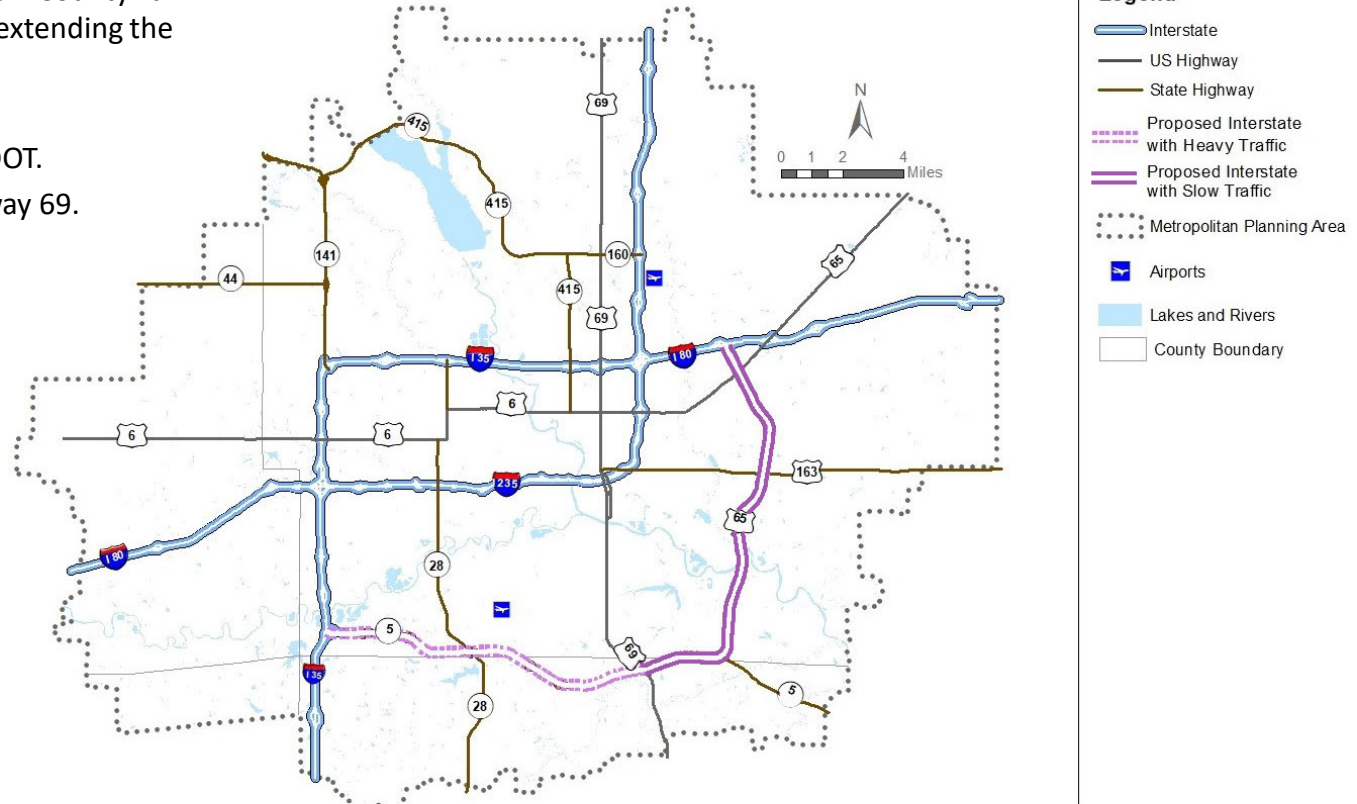 extending the
DOT.
way 69.
Legend
Interstate
US Highway
State Highway
Proposed Interstate
with Heavy Traffic
Proposed Interstate
with Slow Traffic
Metropolitan Planning Area
Airports
Lakes and Rivers
County Boundary
N
0 1 2 4
Miles
415
69
415
141
160
65
44
415
69
I 35
I 80
6
6
6
163
235
65
I 80
28
5
69
I 35
5
28